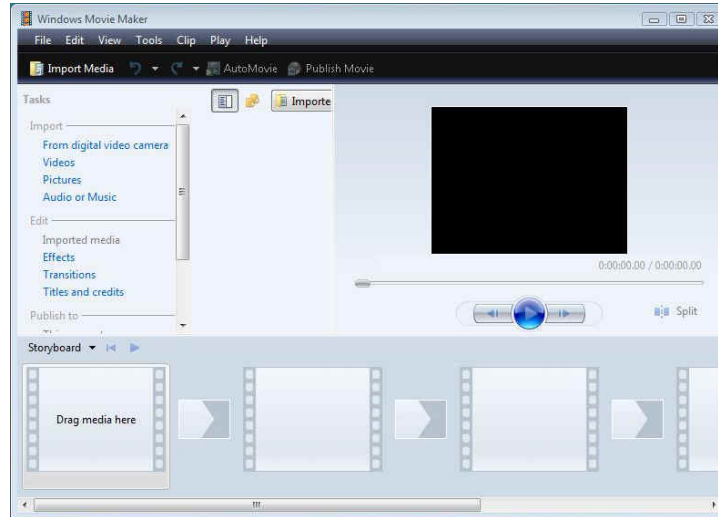 Windows Movie Maker
File Edit View Tools Clip Play Help
Import Media AutoMovie Publish Movie
Tasks
Importe
Import
From digital video camera
Videos
Pictures
Audio or Music
Edit
Imported media
Effects
Transitions
Titles and credits
Publish to
0:00:00.00 / 0:00:00.00
Split
Storyboard
Drag media here